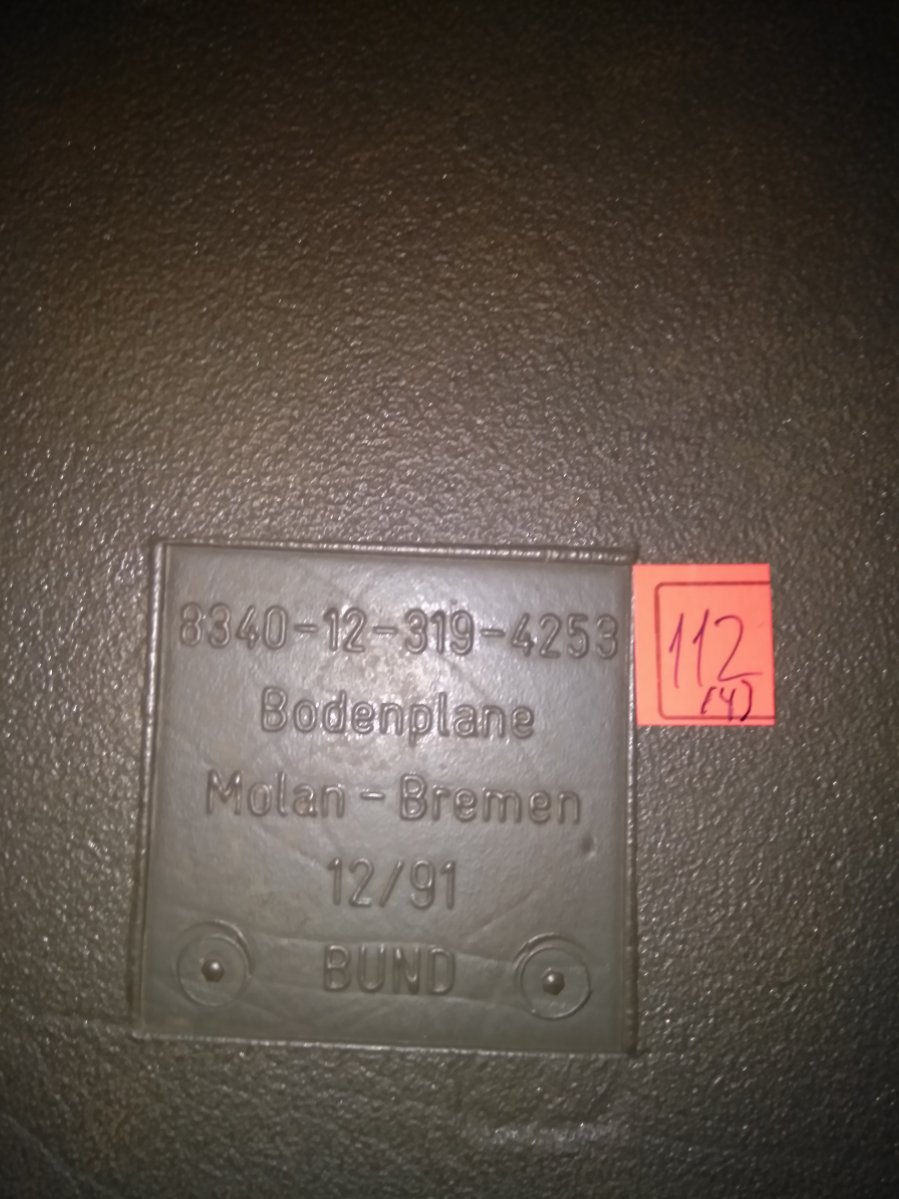 8340-12-319-4253
Bodenplane
Molan - Bremen
12/91
BUND
112
(4)